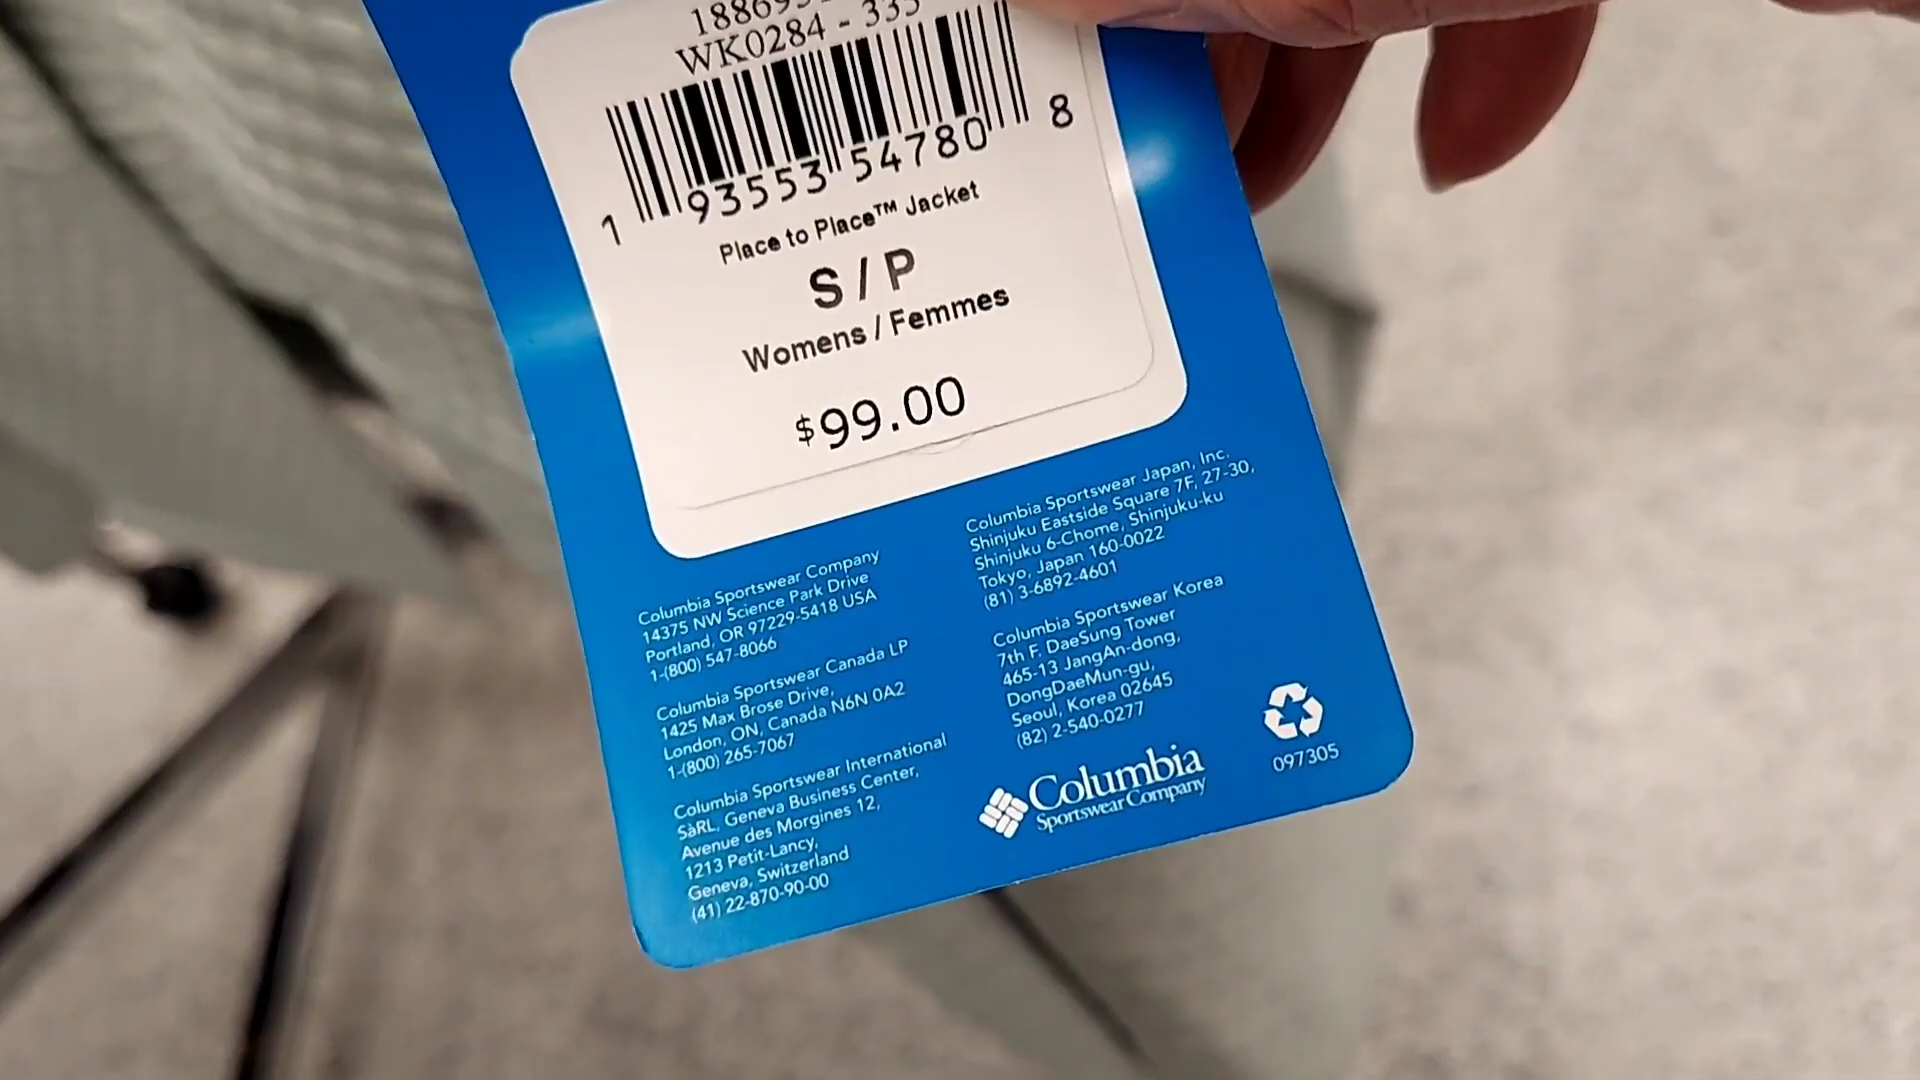 WK0284 - 335
1 93553 54780 8
Place to Place™ Jacket
S / P
Womens / Femmes
$99.00
Columbia Sportswear Company
14375 NW Science Park Drive
Portland, OR 97229-5418 USA
1-(800) 547-8066
Columbia Sportswear Canada LP
1425 Max Brose Drive,
London, ON, Canada N6N 0A2
1-(800) 265-7067
Columbia Sportswear International
SàRL, Geneva Business Center,
Avenue des Morgines 12,
1213 Petit-Lancy,
Geneva, Switzerland
(41) 22-870-90-00
Columbia Sportswear Japan, Inc.
Shinjuku Eastside Square 7F, 27-30,
Shinjuku 6-Chome, Shinjuku-ku
Tokyo, Japan 160-0022
(81) 3-6892-4601
Columbia Sportswear Korea
7th F. DaeSung Tower
465-13 JangAn-dong,
DongDaeMun-gu,
Seoul, Korea 02645
(82) 2-540-0277
Columbia
Sportswear Company
097305